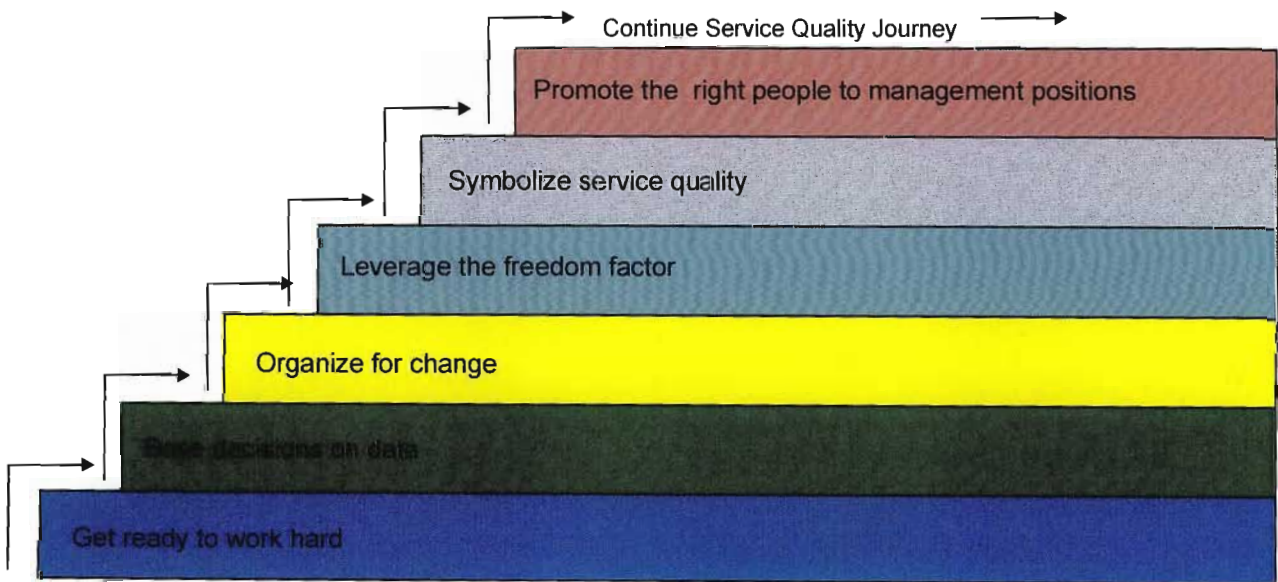 Continue Service Quality Journey
Promote the right people to management positions
Symbolize service quality
Leverage the freedom factor
Organize for change
Base decisions on data
Get ready to work hard